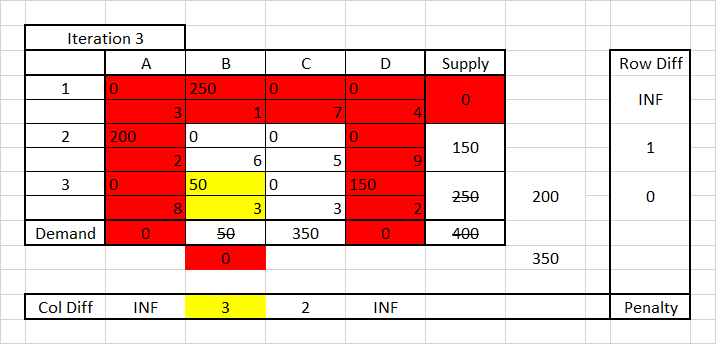 Iteration 3
A B C D Supply Row Diff
1 0 250 0 0 0 INF
3 1 7 4
2 200 0 0 0 150 1
2 6 5 9
3 0 50 0 150 250 200 0
8 3 3 2
Demand 0 50 350 0 400
0 350
Col Diff INF 3 2 INF Penalty